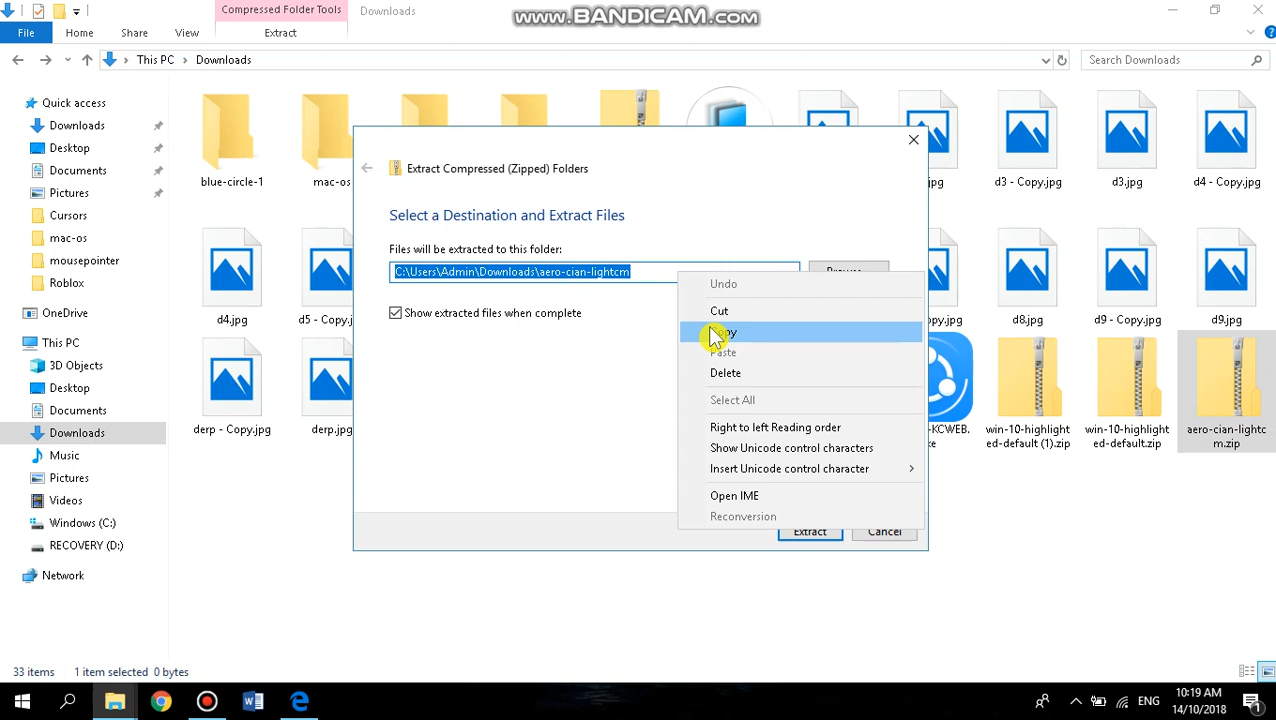 Compressed Folder Tools
Downloads
WWW.BANDICAM.COM
File
Home
Share
View
Extract
This PC
Downloads
Search Downloads
Quick access
Downloads
Desktop
Documents
Pictures
Cursors
mac-os
mousepointer
Roblox
OneDrive
This PC
3D Objects
Desktop
Documents
Downloads
Music
Pictures
Videos
Windows (C:)
RECOVERY (D:)
Network
blue-circle-1
mac-os
.jpg
d3 - Copy.jpg
d3.jpg
d4 - Copy.jpg
d4.jpg
d5 - Copy.jpg
d8.jpg
d9 - Copy.jpg
d9.jpg
derp - Copy.jpg
derp.jpg
-KCWEB.
win-10-highlight
ed-default (1).zip
win-10-highlight
ed-default.zip
aero-cian-lightc
m.zip
Extract Compressed (Zipped) Folders
Select a Destination and Extract Files
Files will be extracted to this folder:
C:\Users\Admin\Downloads\aero-cian-lightcm
Show extracted files when complete
Undo
Cut
Copy
Paste
Delete
Select All
Right to left Reading order
Show Unicode control characters
Insert Unicode control character
Open IME
Reconversion
Extract
Cancel
33 items
1 item selected 0 bytes
ENG
10:19 AM
14/10/2018
1